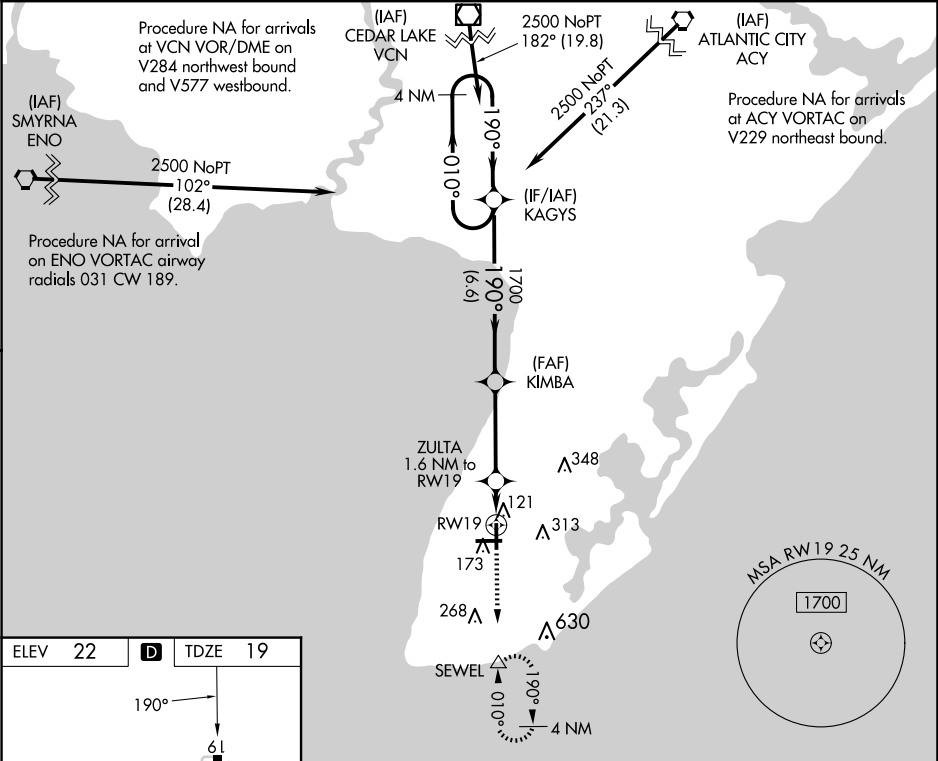 Procedure NA for arrivals
at VCN VOR/DME on
V284 northwest bound
and V577 westbound.
(IAF)
CEDAR LAKE
VCN
2500 NoPT
182° (19.8)
(IAF)
ATLANTIC CITY
ACY
2500 NoPT
237°
(21.3)
Procedure NA for arrivals
at ACY VORTAC on
V229 northeast bound.
(IAF)
SMYRNA
ENO
2500 NoPT
102°
(28.4)
Procedure NA for arrival
on ENO VORTAC airway
radials 031 CW 189.
4 NM
190°
010°
(IF/IAF)
KAGYS
1700
190°
(6.6)
(FAF)
KIMBA
ZULTA
1.6 NM to
RW19
348
121
RW19
313
173
268
630
SEWEL
190°
010°
4 NM
MSA RW19 25 NM
1700
ELEV 22 D TDZE 19
190°
19